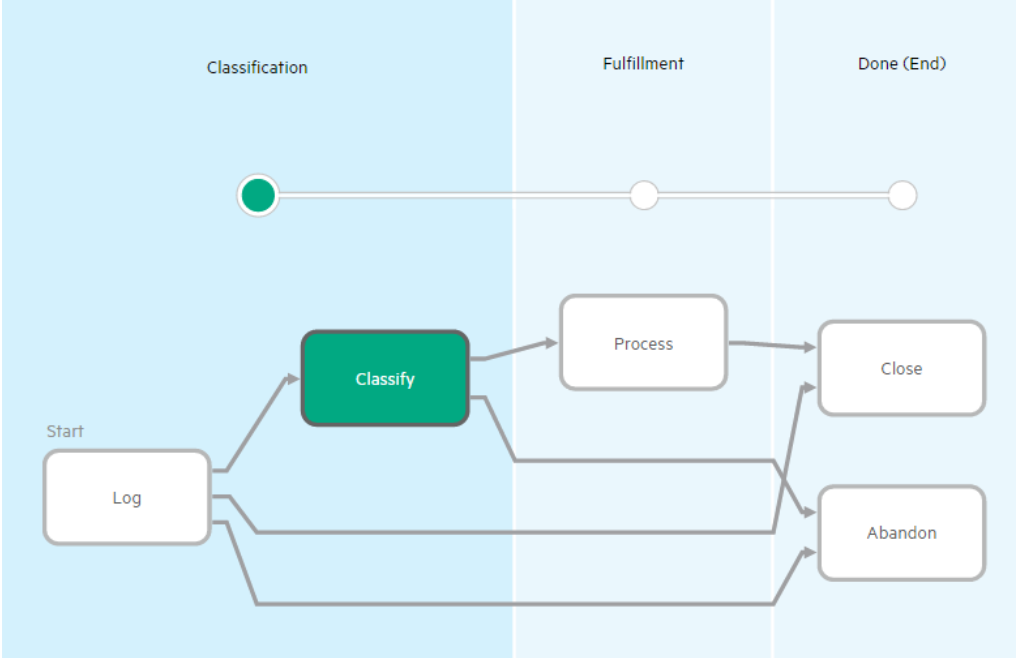 Classification
Fulfillment
Done (End)
Process
Close
Classify
Start
Log
Abandon